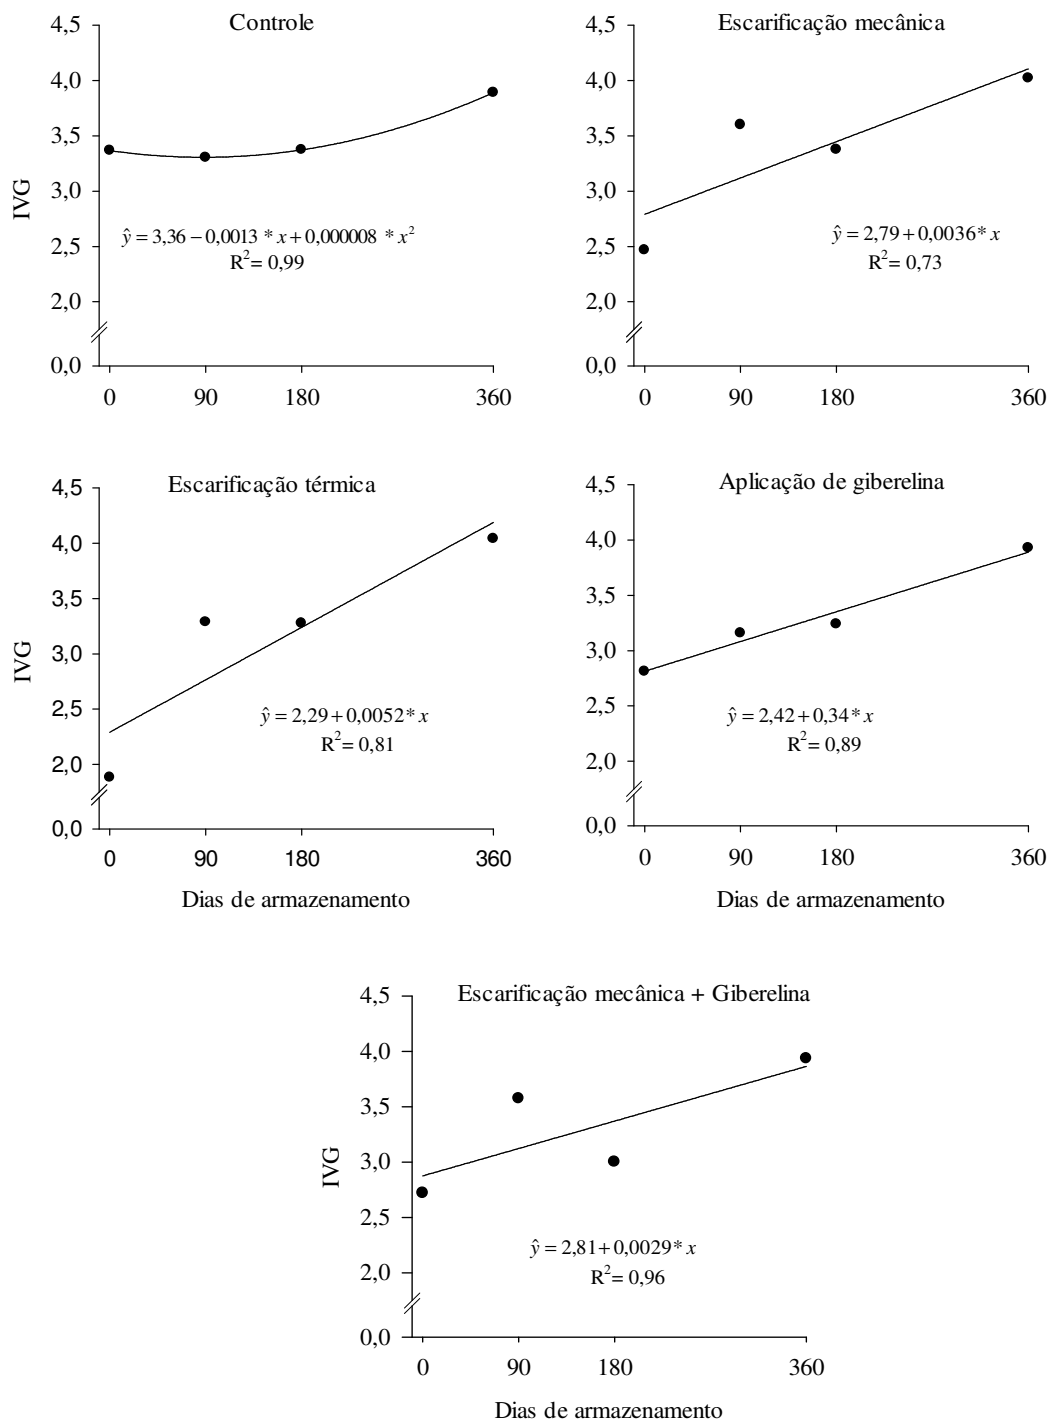 Controle
4,5
4,0
3,5
3,0
2,5
2,0
0,0
IVG
ŷ = 3,36 − 0,0013 * x + 0,000008 * x²
R² = 0,99
0 90 180 360
Escarificação mecânica
4,5
4,0
3,5
3,0
2,5
2,0
0,0
ŷ = 2,79 + 0,0036* x
R² = 0,73
0 90 180 360
Escarificação térmica
4,5
4,0
3,5
3,0
2,5
2,0
0,0
IVG
ŷ = 2,29 + 0,0052* x
R² = 0,81
0 90 180 360
Dias de armazenamento
Aplicação de giberelina
4,5
4,0
3,5
3,0
2,5
2,0
0,0
ŷ = 2,42 + 0,34* x
R² = 0,89
0 90 180 360
Dias de armazenamento
Escarificação mecânica + Giberelina
4,5
4,0
3,5
3,0
2,5
2,0
0,0
IVG
ŷ = 2,81 + 0,0029* x
R² = 0,96
0 90 180 360
Dias de armazenamento